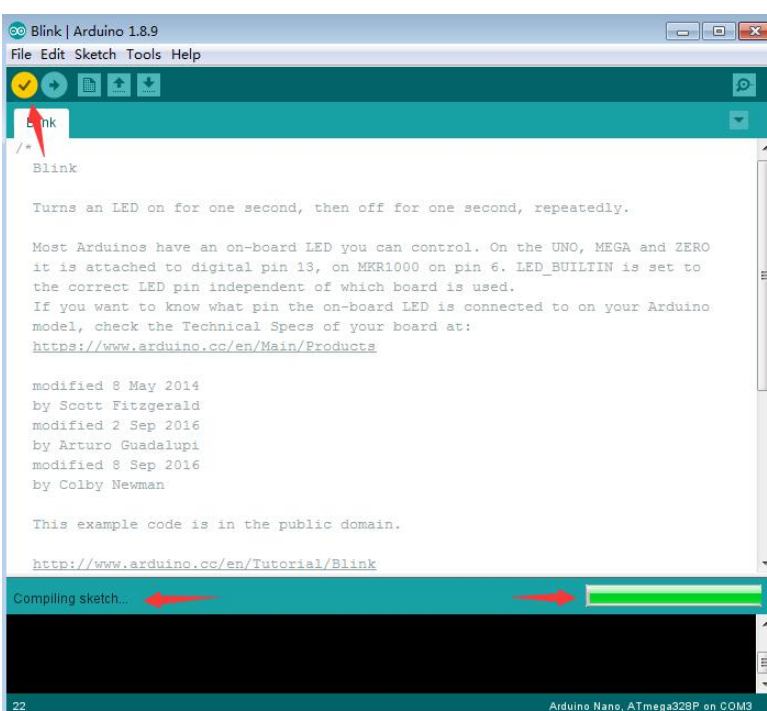 Blink | Arduino 1.8.9
File Edit Sketch Tools Help
Blink
/*
Blink
Turns an LED on for one second, then off for one second, repeatedly.
Most Arduinos have an on-board LED you can control. On the UNO, MEGA and ZERO
it is attached to digital pin 13, on MKR1000 on pin 6. LED_BUILTIN is set to
the correct LED pin independent of which board is used.
If you want to know what pin the on-board LED is connected to on your Arduino
model, check the Technical Specs of your board at:
https://www.arduino.cc/en/Main/Products
modified 8 May 2014
by Scott Fitzgerald
modified 2 Sep 2016
by Arturo Guadalupi
modified 8 Sep 2016
by Colby Newman
This example code is in the public domain.
http://www.arduino.cc/en/Tutorial/Blink
Compiling sketch...
22 Arduino Nano, ATmega328P on COM3